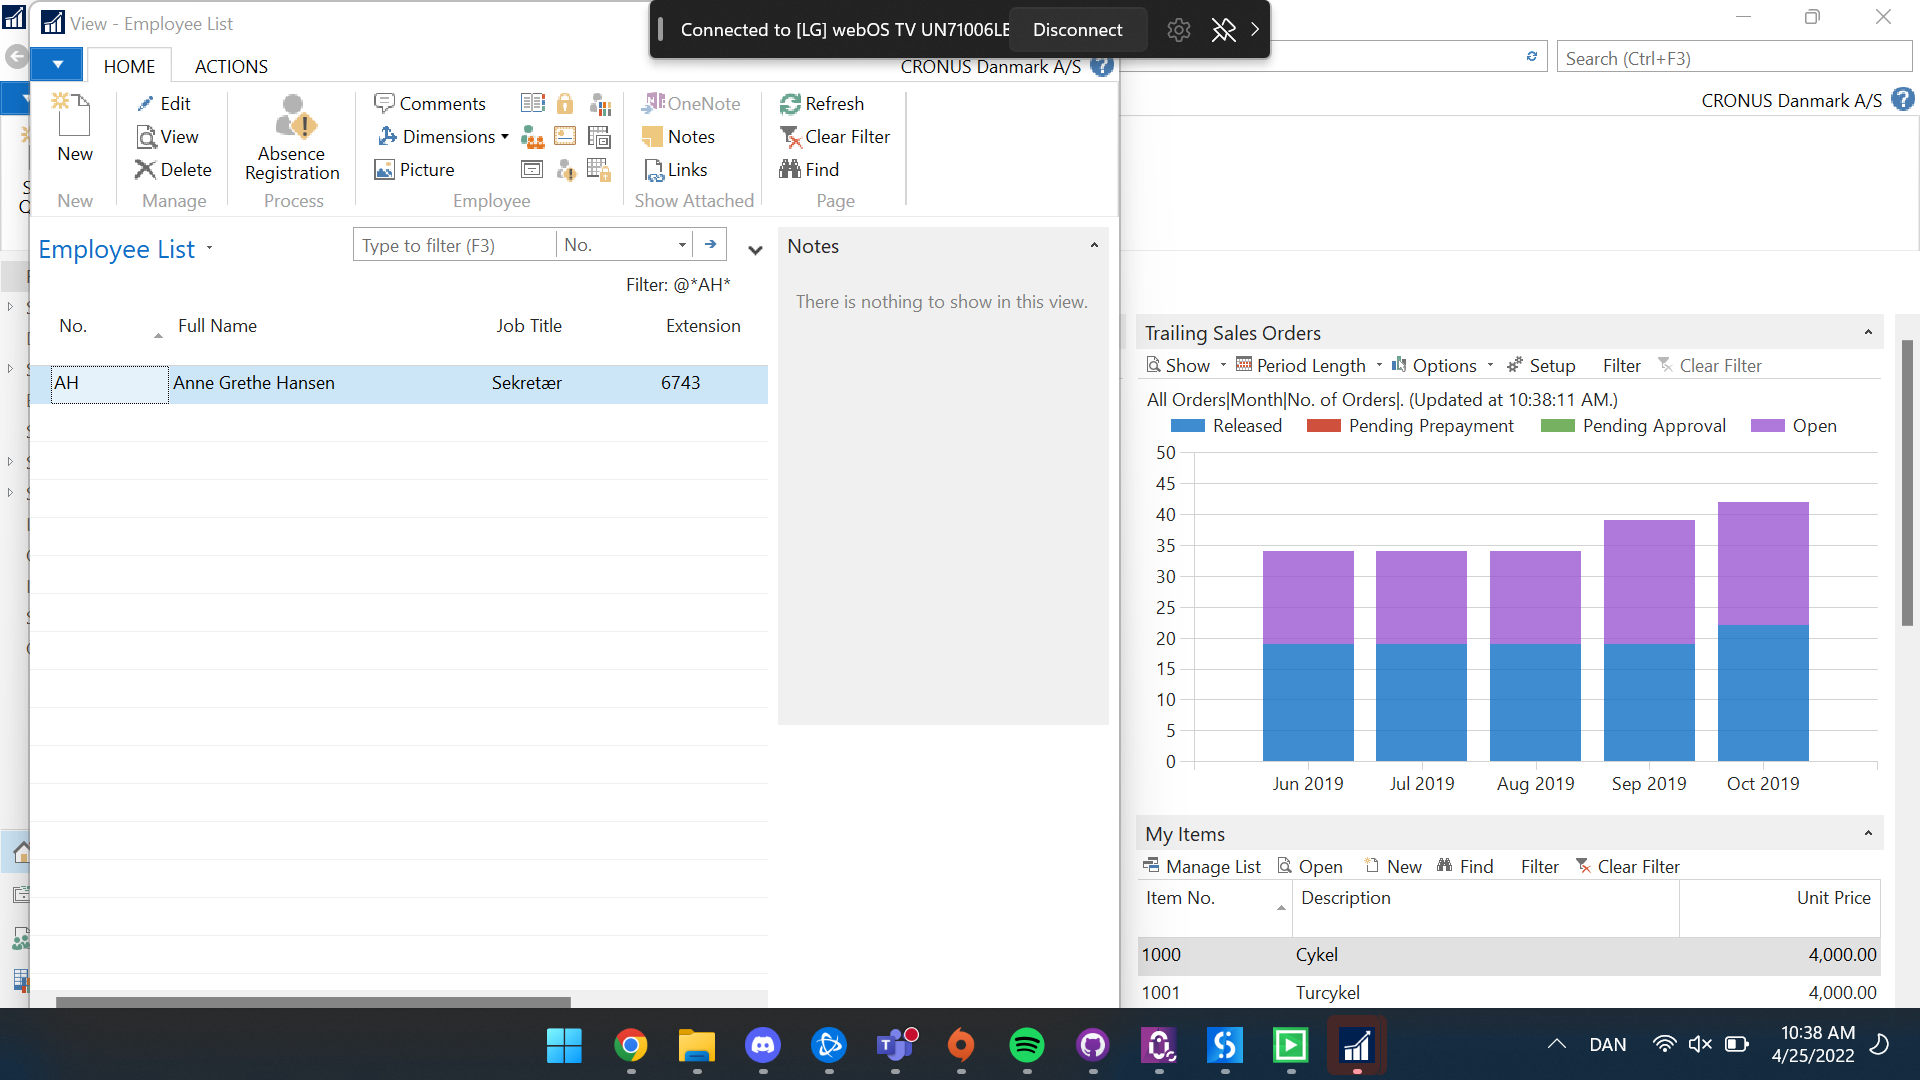 View - Employee List
Connected to [LG] webOS TV UN71006LE
Disconnect
Search (Ctrl+F3)
HOME
ACTIONS
CRONUS Danmark A/S
CRONUS Danmark A/S
New
New
Edit
View
Delete
Manage
Absence
Registration
Process
Comments
Dimensions
Picture
Employee
OneNote
Notes
Links
Show Attached
Refresh
Clear Filter
Find
Page
Employee List
Type to filter (F3)
No.
Filter: @*AH*
No.
Full Name
Job Title
Extension
AH
Anne Grethe Hansen
Sekretær
6743
Notes
There is nothing to show in this view.
Trailing Sales Orders
Show
Period Length
Options
Setup
Filter
Clear Filter
All Orders|Month|No. of Orders|. (Updated at 10:38:11 AM.)
Released
Pending Prepayment
Pending Approval
Open
50
45
40
35
30
25
20
15
10
5
0
Jun 2019
Jul 2019
Aug 2019
Sep 2019
Oct 2019
My Items
Manage List
Open
New
Find
Filter
Clear Filter
Item No.
Description
Unit Price
1000
Cykel
4,000.00
1001
Turcykel
4,000.00
DAN
10:38 AM
4/25/2022